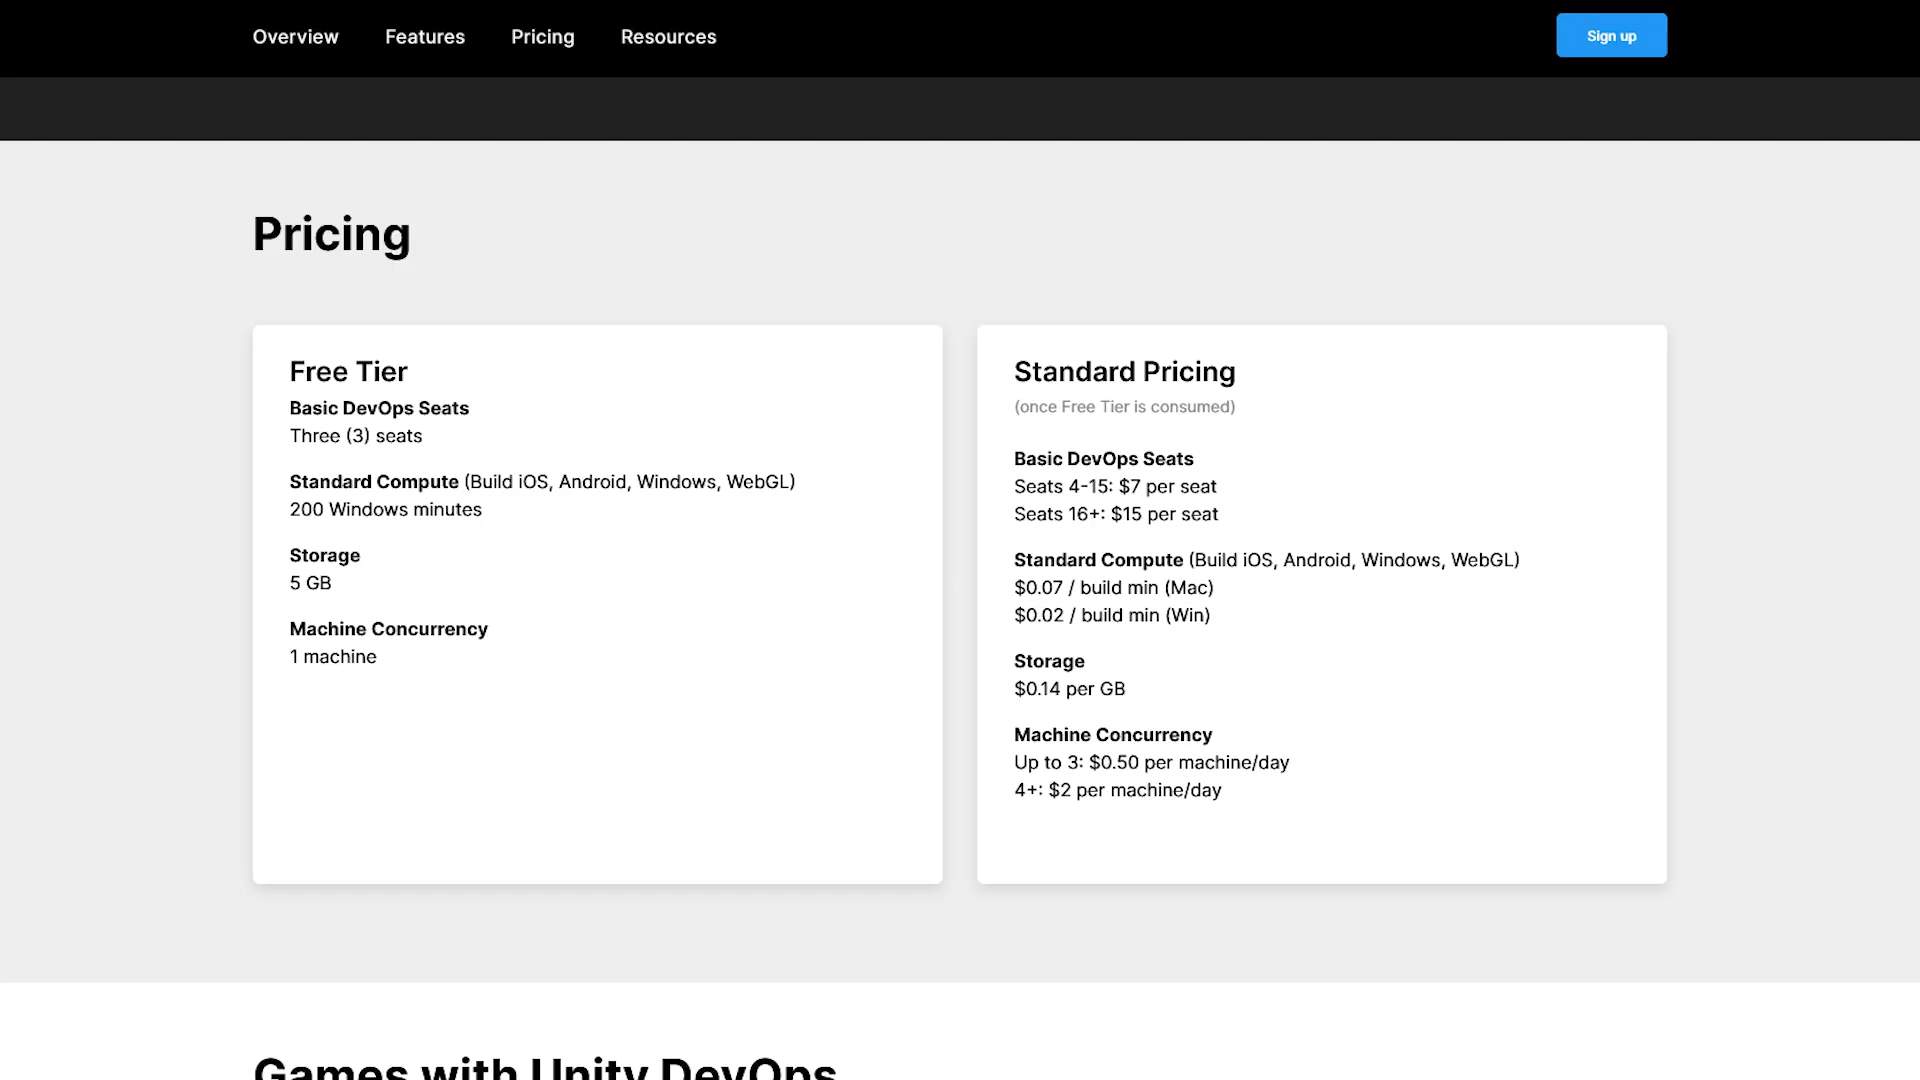 Overview Features Pricing Resources Sign up
Pricing
Free Tier
Basic DevOps Seats
Three (3) seats
Standard Compute (Build iOS, Android, Windows, WebGL)
200 Windows minutes
Storage
5 GB
Machine Concurrency
1 machine
Standard Pricing
(once Free Tier is consumed)
Basic DevOps Seats
Seats 4-15: $7 per seat
Seats 16+: $15 per seat
Standard Compute (Build iOS, Android, Windows, WebGL)
$0.07 / build min (Mac)
$0.02 / build min (Win)
Storage
$0.14 per GB
Machine Concurrency
Up to 3: $0.50 per machine/day
4+: $2 per machine/day
Games with Unity DevOps